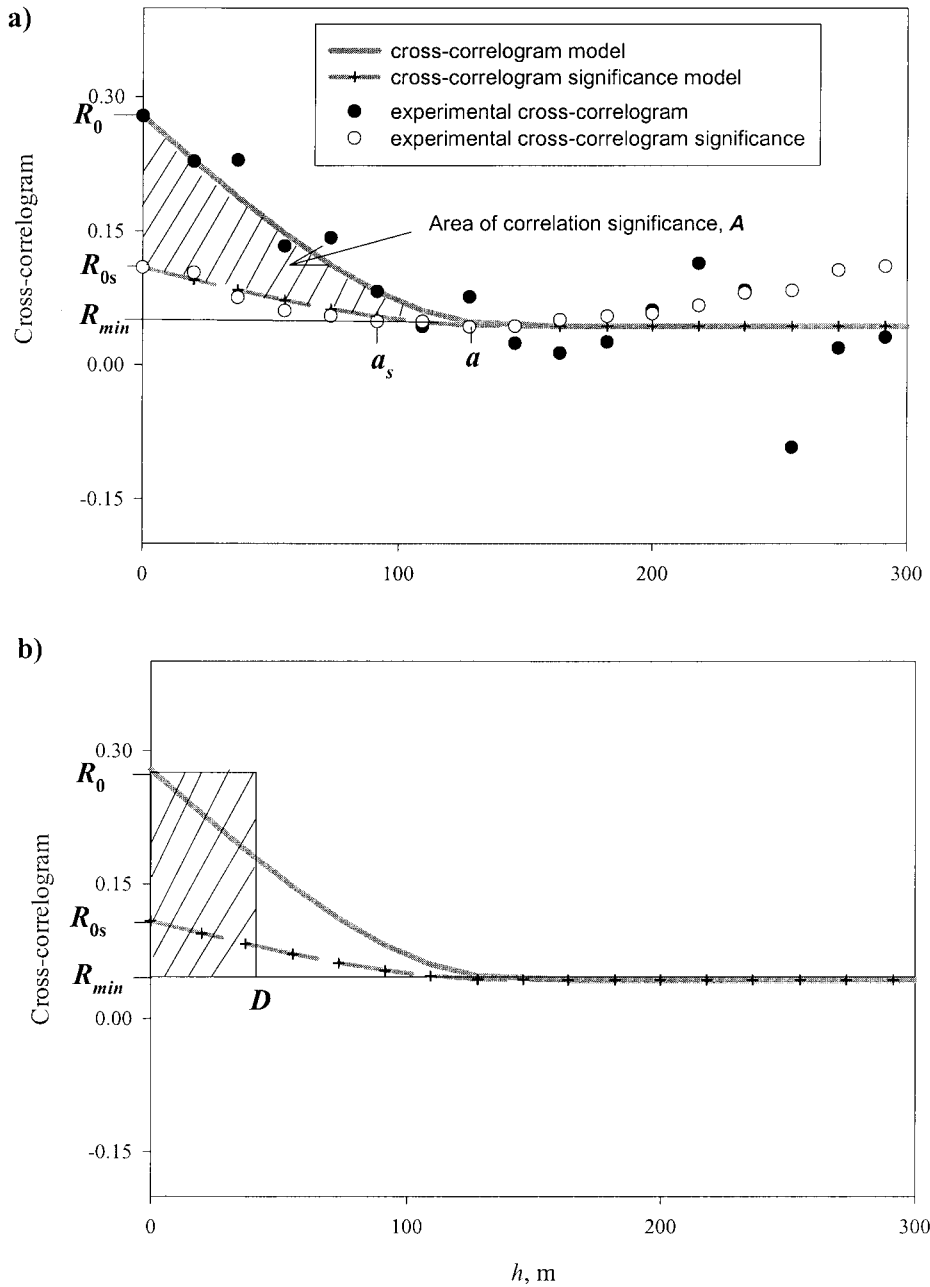 a)
cross-correlogram model
cross-correlogram significance model
experimental cross-correlogram
experimental cross-correlogram significance
Cross-correlogram
0.30
0.15
0.00
-0.15
R0
R0s
Rmin
Area of correlation significance, A
as
a
0
100
200
300
b)
Cross-correlogram
0.30
0.15
0.00
-0.15
R0
R0s
Rmin
D
0
100
200
300
h, m